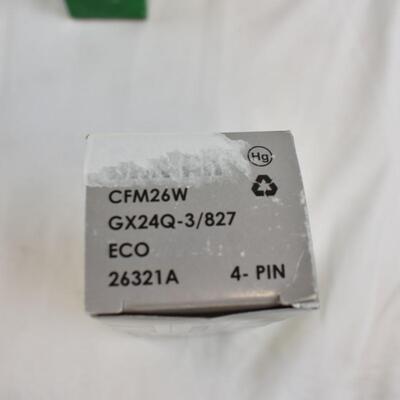 Hg
CFM26W
GX24Q-3/827
ECO
26321A 4- PIN